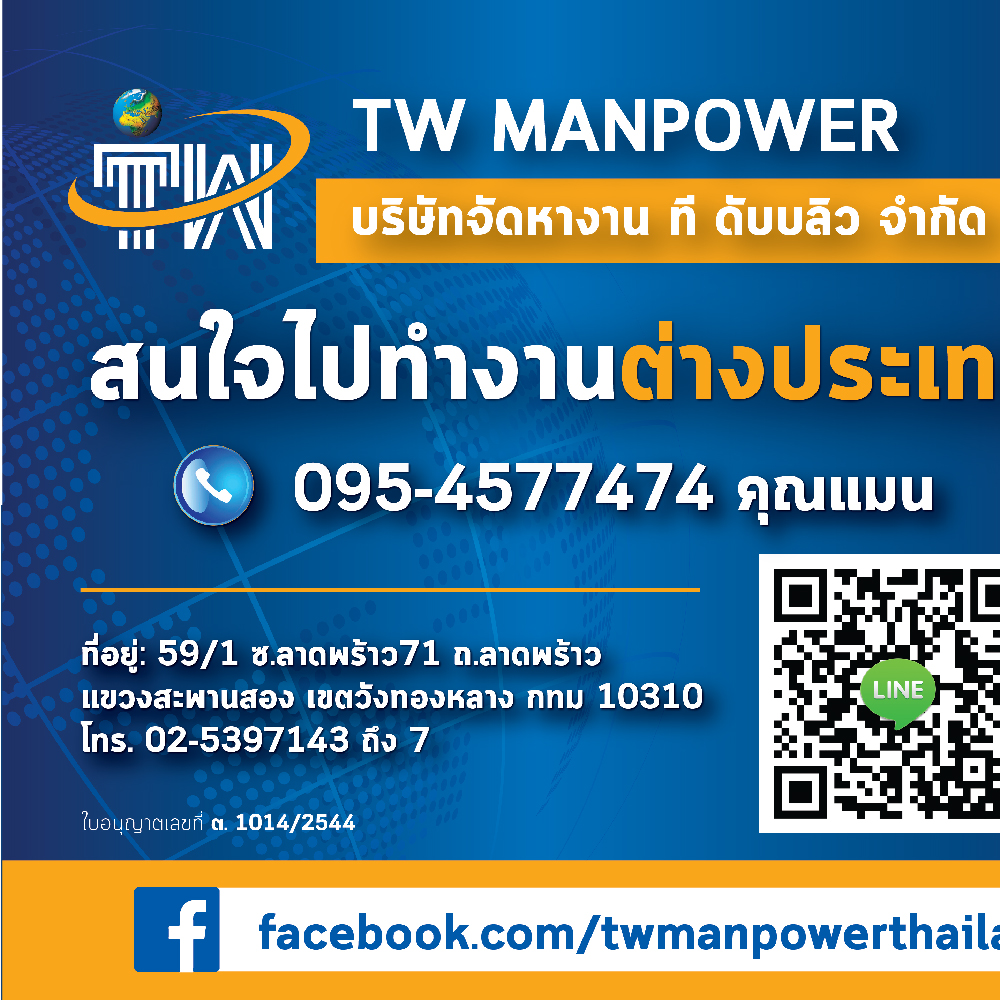 TW
TW MANPOWER
บริษัทจัดหางาน ที ดับบลิว จำกัด
สนใจไปทำงานต่างประเท
095-4577474 คุณแมน
ที่อยู่: 59/1 ซ.ลาดพร้าว71 ถ.ลาดพร้าว
แขวงสะพานสอง เขตวังทองหลาง กทม 10310
โทร. 02-5397143 ถึง 7
LINE
ใบอนุญาตเลขที่ ต. 1014/2544
facebook.com/twmanpowerthaila